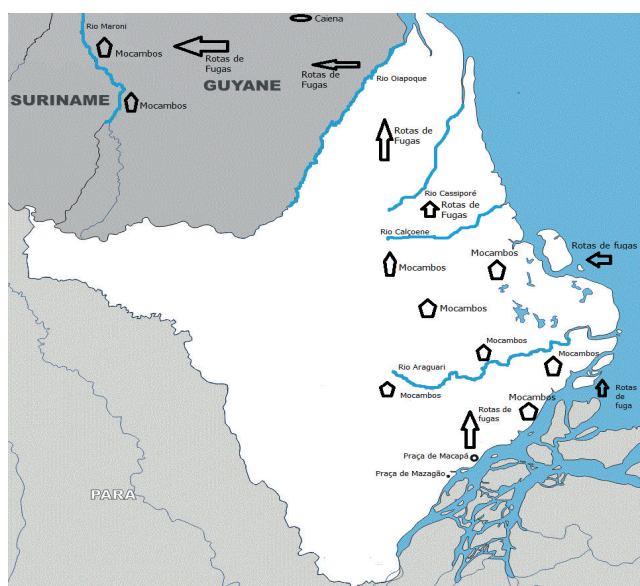 Caiena
Rio Maroni
Mocambos
Rotas de
Fugas
Rotas de
Fugas
GUYANE
SURINAME
Mocambos
Rio Oiapoque
Rotas de
Fugas
Rio Cassiporé
Rotas de
Fugas
Rio Calçoene
Rotas de fugas
Mocambos
Mocambos
Mocambos
Mocambos
Mocambos
Rio Araguari
Mocambos
Mocambos
Rotas
de
fuga
Rotas de
fugas
Praça de Macapá
Praça de Mazagão
PARA